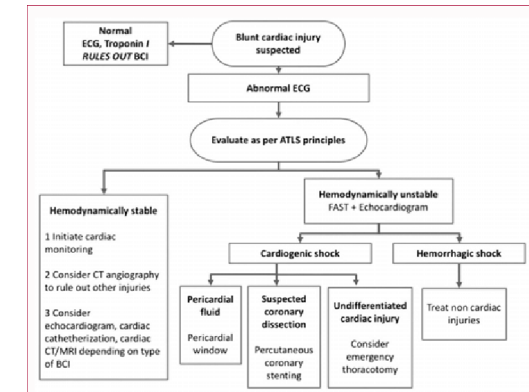 Normal
ECG, Troponin I
RULES OUT BCI
Blunt cardiac injury
suspected
Abnormal ECG
Evaluate as per ATLS principles
Hemodynamically stable
1 Initiate cardiac
monitoring
2 Consider CT angiography
to rule out other injuries
3 Consider
echocardiogram, cardiac
cathetherization, cardiac
CT/MRI depending on type
of BCI
Hemodynamically unstable
FAST + Echocardiogram
Cardiogenic shock
Hemorrhagic shock
Pericardial
fluid
Pericardial
window
Suspected
coronary
dissection
Percutaneous
coronary
stenting
Undifferentiated
cardiac injury
Consider
emergency
thoracotomy
Treat non cardiac
injuries